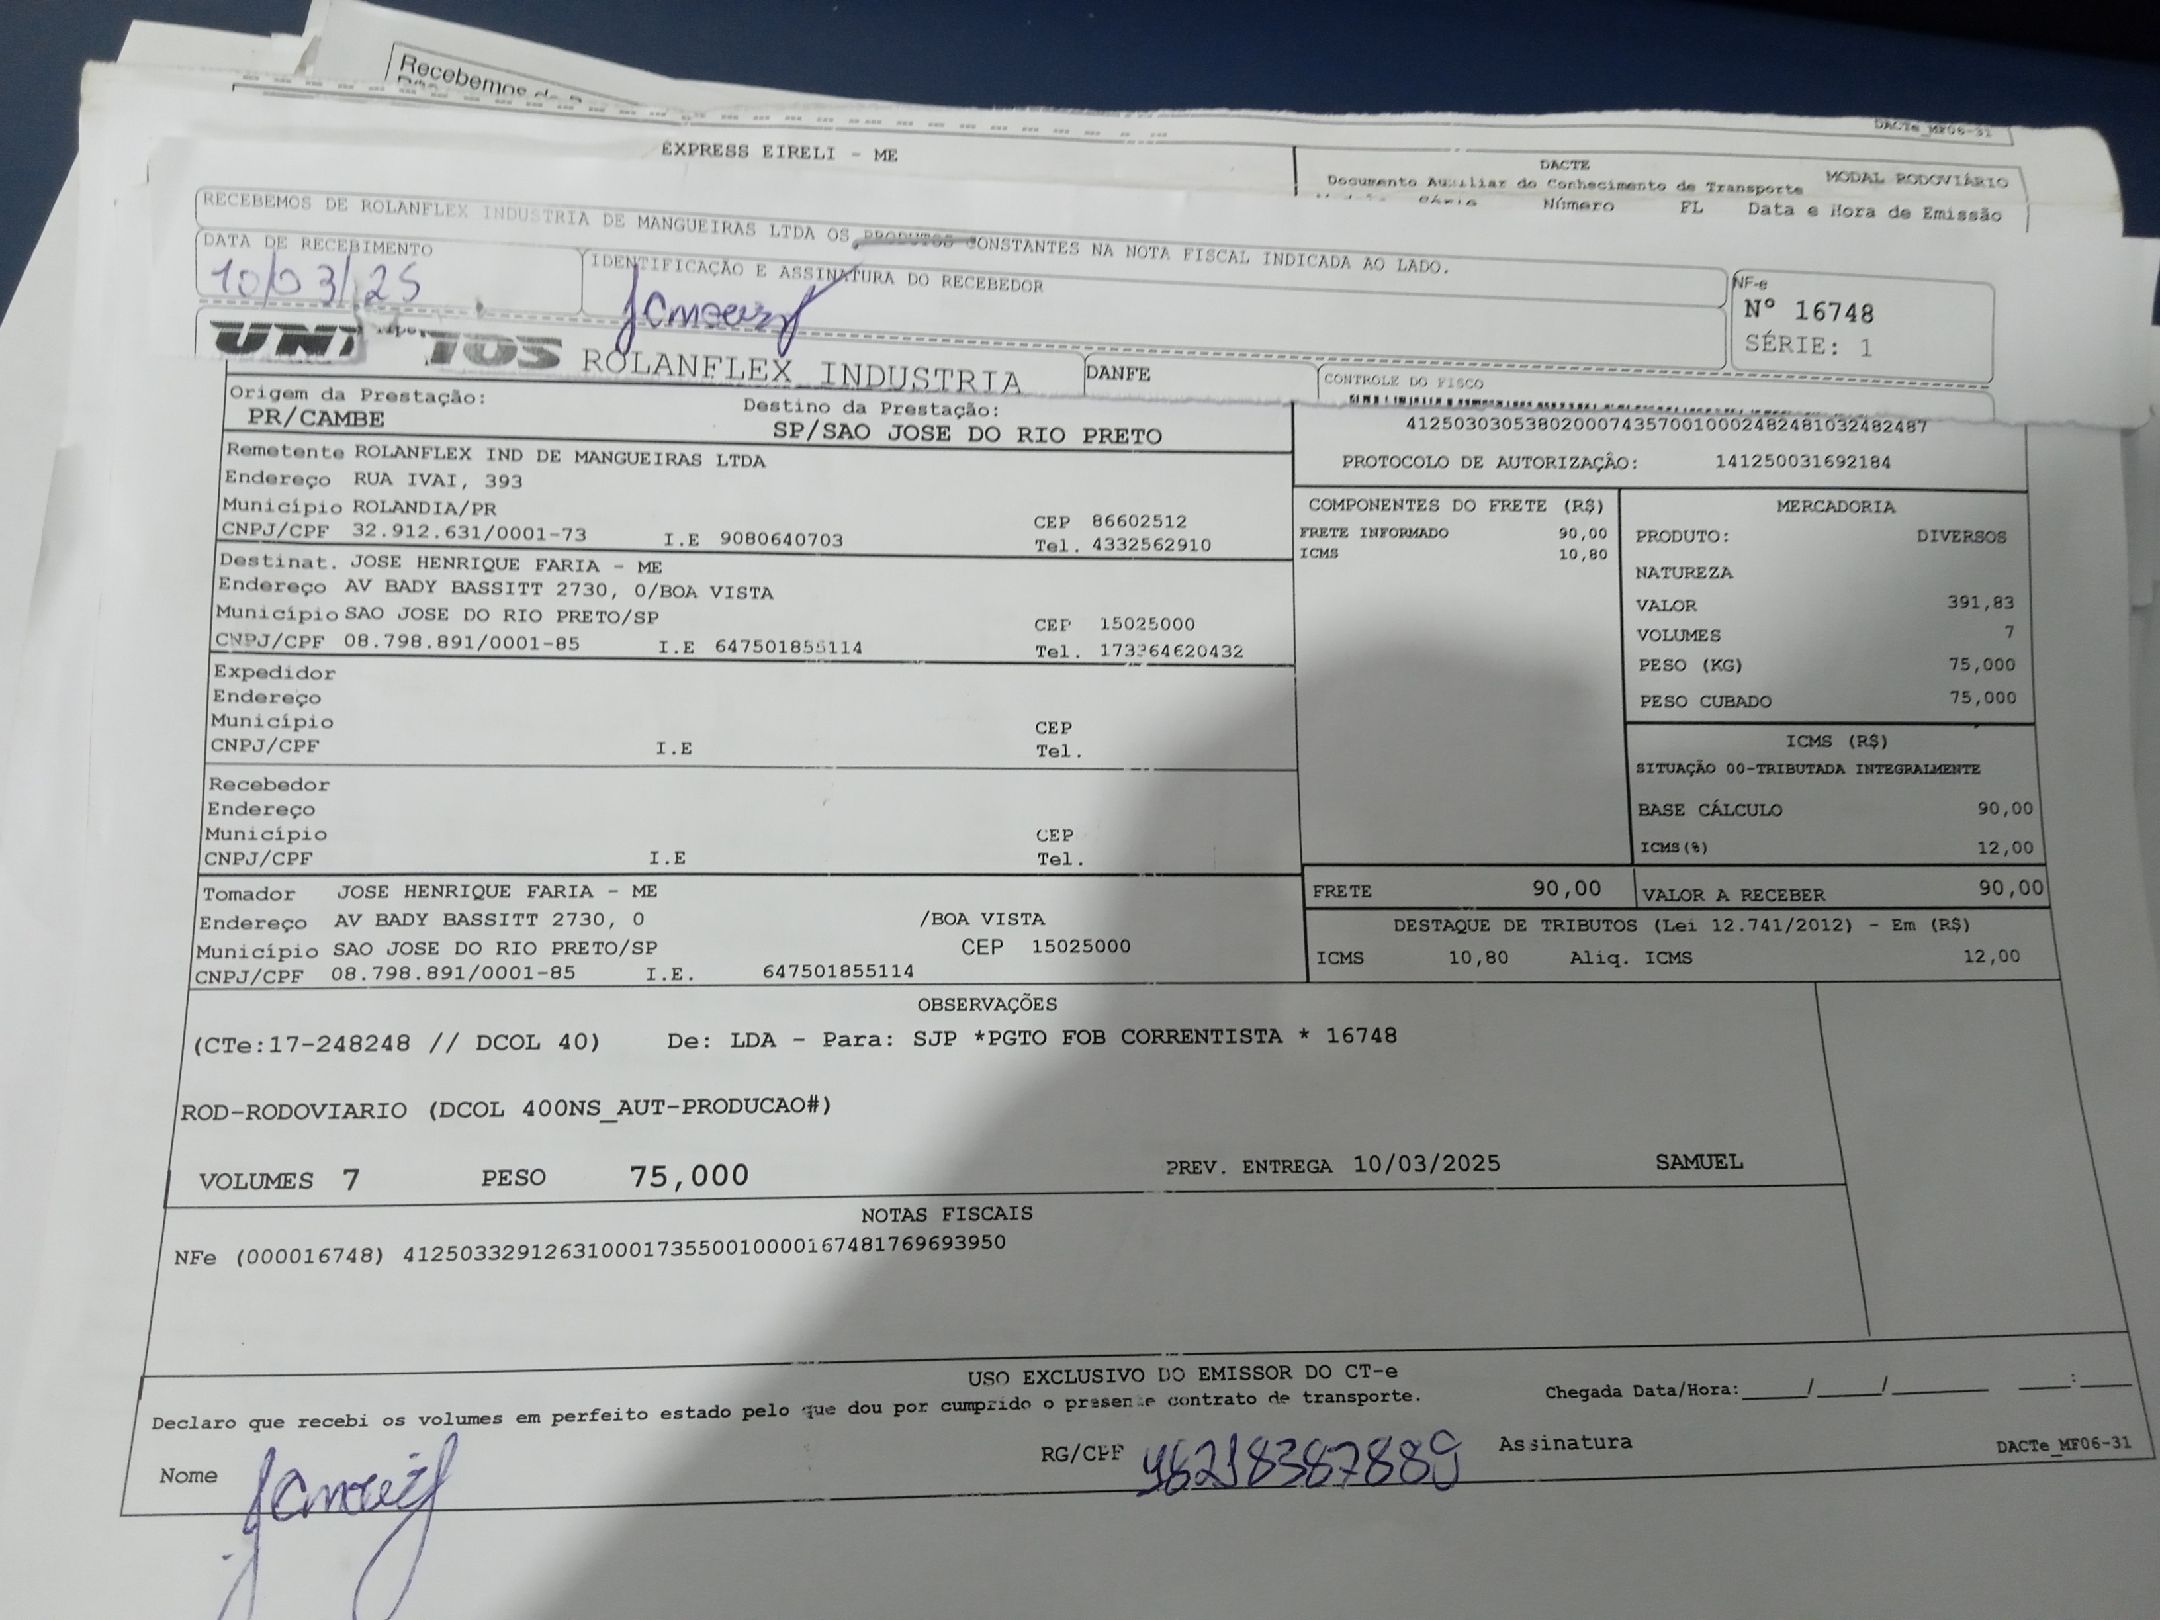 Recebemos de
DACTe_MF06-31
EXPRESS EIRELI - ME
DACTE
MODAL RODOVIÁRIO
Documento Auxiliar do Conhecimento de Transporte
Série Número FL Data e Hora de Emissão
RECEBEMOS DE ROLANFLEX INDUSTRIA DE MANGUEIRAS LTDA OS PRODUTOS CONSTANTES NA NOTA FISCAL INDICADA AO LADO.
DATA DE RECEBIMENTO
IDENTIFICAÇÃO E ASSINATURA DO RECEBEDOR
10/03/25
NF-e
Nº 16748
SÉRIE: 1
ROLANFLEX INDUSTRIA
DANFE
CONTROLE DO FISCO
Origem da Prestação:
PR/CAMBE
Destino da Prestação:
SP/SAO JOSE DO RIO PRETO
41250303053802000743570010002482481032482487
PROTOCOLO DE AUTORIZAÇÃO: 141250031692184
Remetente ROLANFLEX IND DE MANGUEIRAS LTDA
Endereço RUA IVAI, 393
Município ROLANDIA/PR CEP 86602512
CNPJ/CPF 32.912.631/0001-73 I.E 9080640703 Tel. 4332562910
Destinat. JOSE HENRIQUE FARIA - ME
Endereço AV BADY BASSITT 2730, 0/BOA VISTA
Município SAO JOSE DO RIO PRETO/SP CEP 15025000
CNPJ/CPF 08.798.891/0001-85 I.E 647501855114 Tel.
Expedidor
Endereço
Município CEP
CNPJ/CPF I.E Tel.
Recebedor
Endereço
Município CEP
CNPJ/CPF I.E Tel.
Tomador JOSE HENRIQUE FARIA - ME
Endereço AV BADY BASSITT 2730, 0 /BOA VISTA
Município SAO JOSE DO RIO PRETO/SP CEP 15025000
CNPJ/CPF 08.798.891/0001-85 I.E. 647501855114
COMPONENTES DO FRETE (R$)
FRETE INFORMADO 90,00
ICMS 10,80
MERCADORIA
PRODUTO: DIVERSOS
NATUREZA
VALOR 391,83
VOLUMES 7
PESO (KG) 75,000
PESO CUBADO 75,000
ICMS (R$)
SITUAÇÃO 00-TRIBUTADA INTEGRALMENTE
BASE CÁLCULO 90,00
ICMS(%) 12,00
FRETE 90,00 VALOR A RECEBER 90,00
DESTAQUE DE TRIBUTOS (Lei 12.741/2012) - Em (R$)
ICMS 10,80 Aliq. ICMS 12,00
OBSERVAÇÕES
(CTe:17-248248 // DCOL 40) De: LDA - Para: SJP *PGTO FOB CORRENTISTA * 16748
ROD-RODOVIARIO (DCOL 400NS_AUT-PRODUCAO#)
VOLUMES 7 PESO 75,000 PREV. ENTREGA 10/03/2025 SAMUEL
NOTAS FISCAIS
NFe (000016748) 41250332912631000173550010000167481769693950
USO EXCLUSIVO DO EMISSOR DO CT-e
Declaro que recebi os volumes em perfeito estado pelo que dou por cumprido o presente contrato de transporte.
Chegada Data/Hora:____/____/______ ___:___
Nome
RG/CPF 46218387889 Assinatura
DACTe_MF06-31